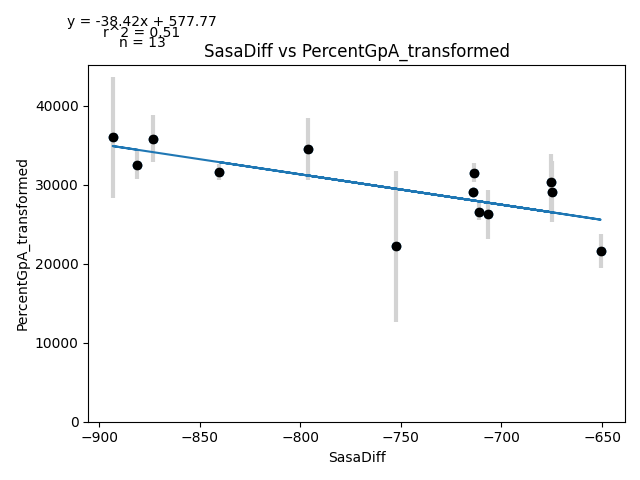 y = -38.42x + 577.77
r^2 = 0.51
n = 13
SasaDiff vs PercentGpA_transformed
40000
30000
20000
10000
0
PercentGpA_transformed
−900
−850
−800
−750
−700
−650
SasaDiff